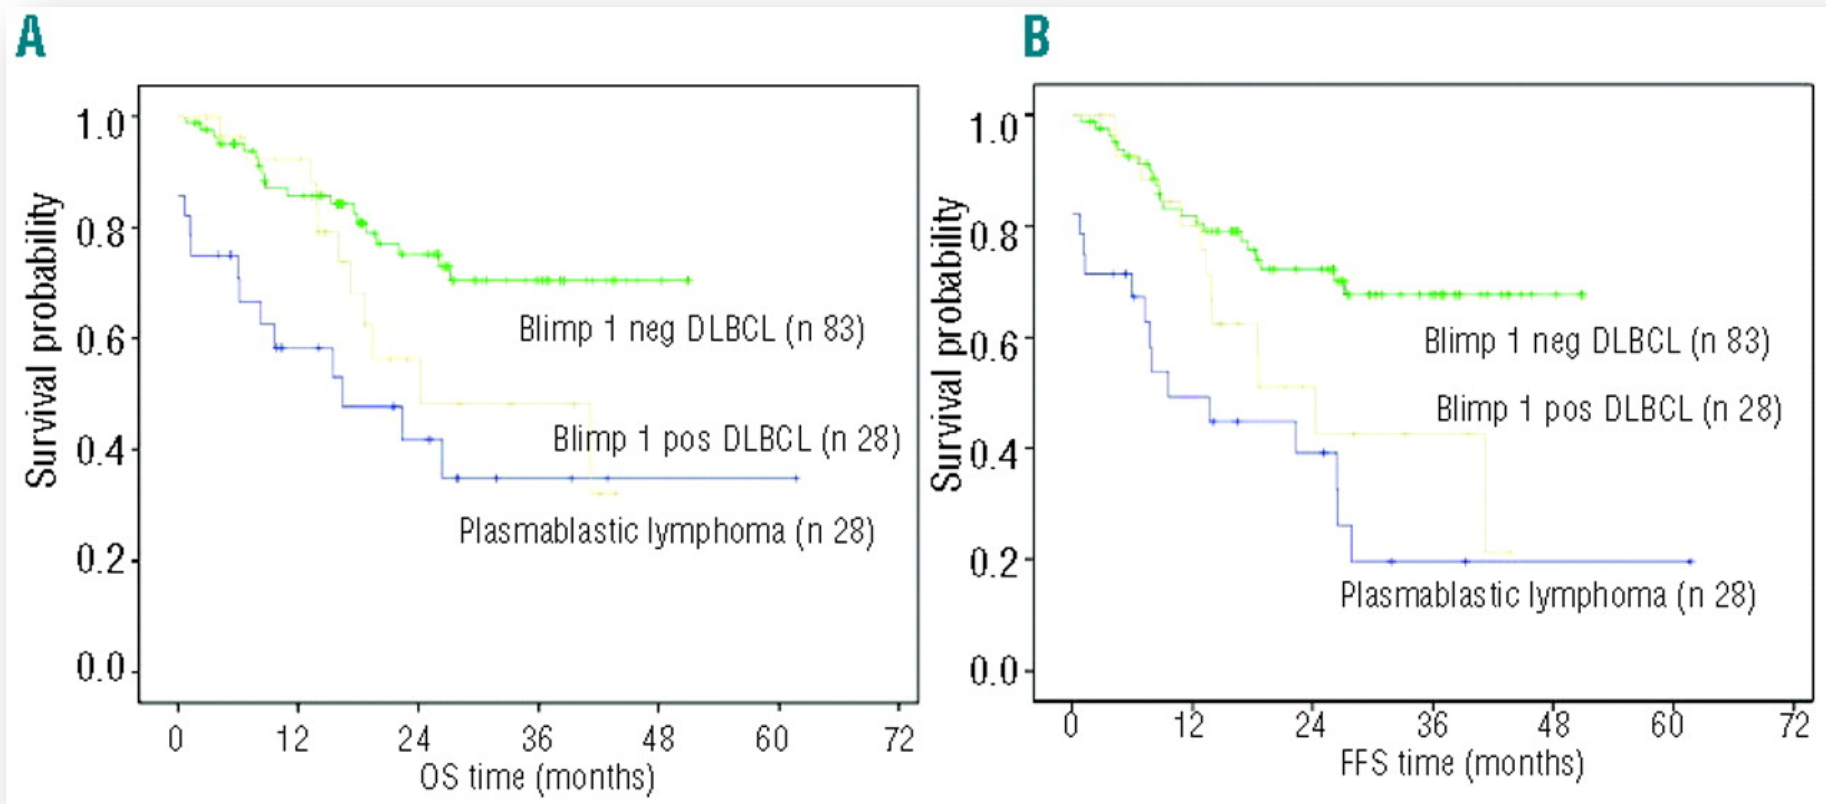 A
Survival probability
1.0
0.8
0.6
0.4
0.2
0.0
Blimp 1 neg DLBCL (n 83)
Blimp 1 pos DLBCL (n 28)
Plasmablastic lymphoma (n 28)
0 12 24 36 48 60 72
OS time (months)
B
Survival probability
1.0
0.8
0.6
0.4
0.2
0.0
Blimp 1 neg DLBCL (n 83)
Blimp 1 pos DLBCL (n 28)
Plasmablastic lymphoma (n 28)
0 12 24 36 48 60 72
FFS time (months)